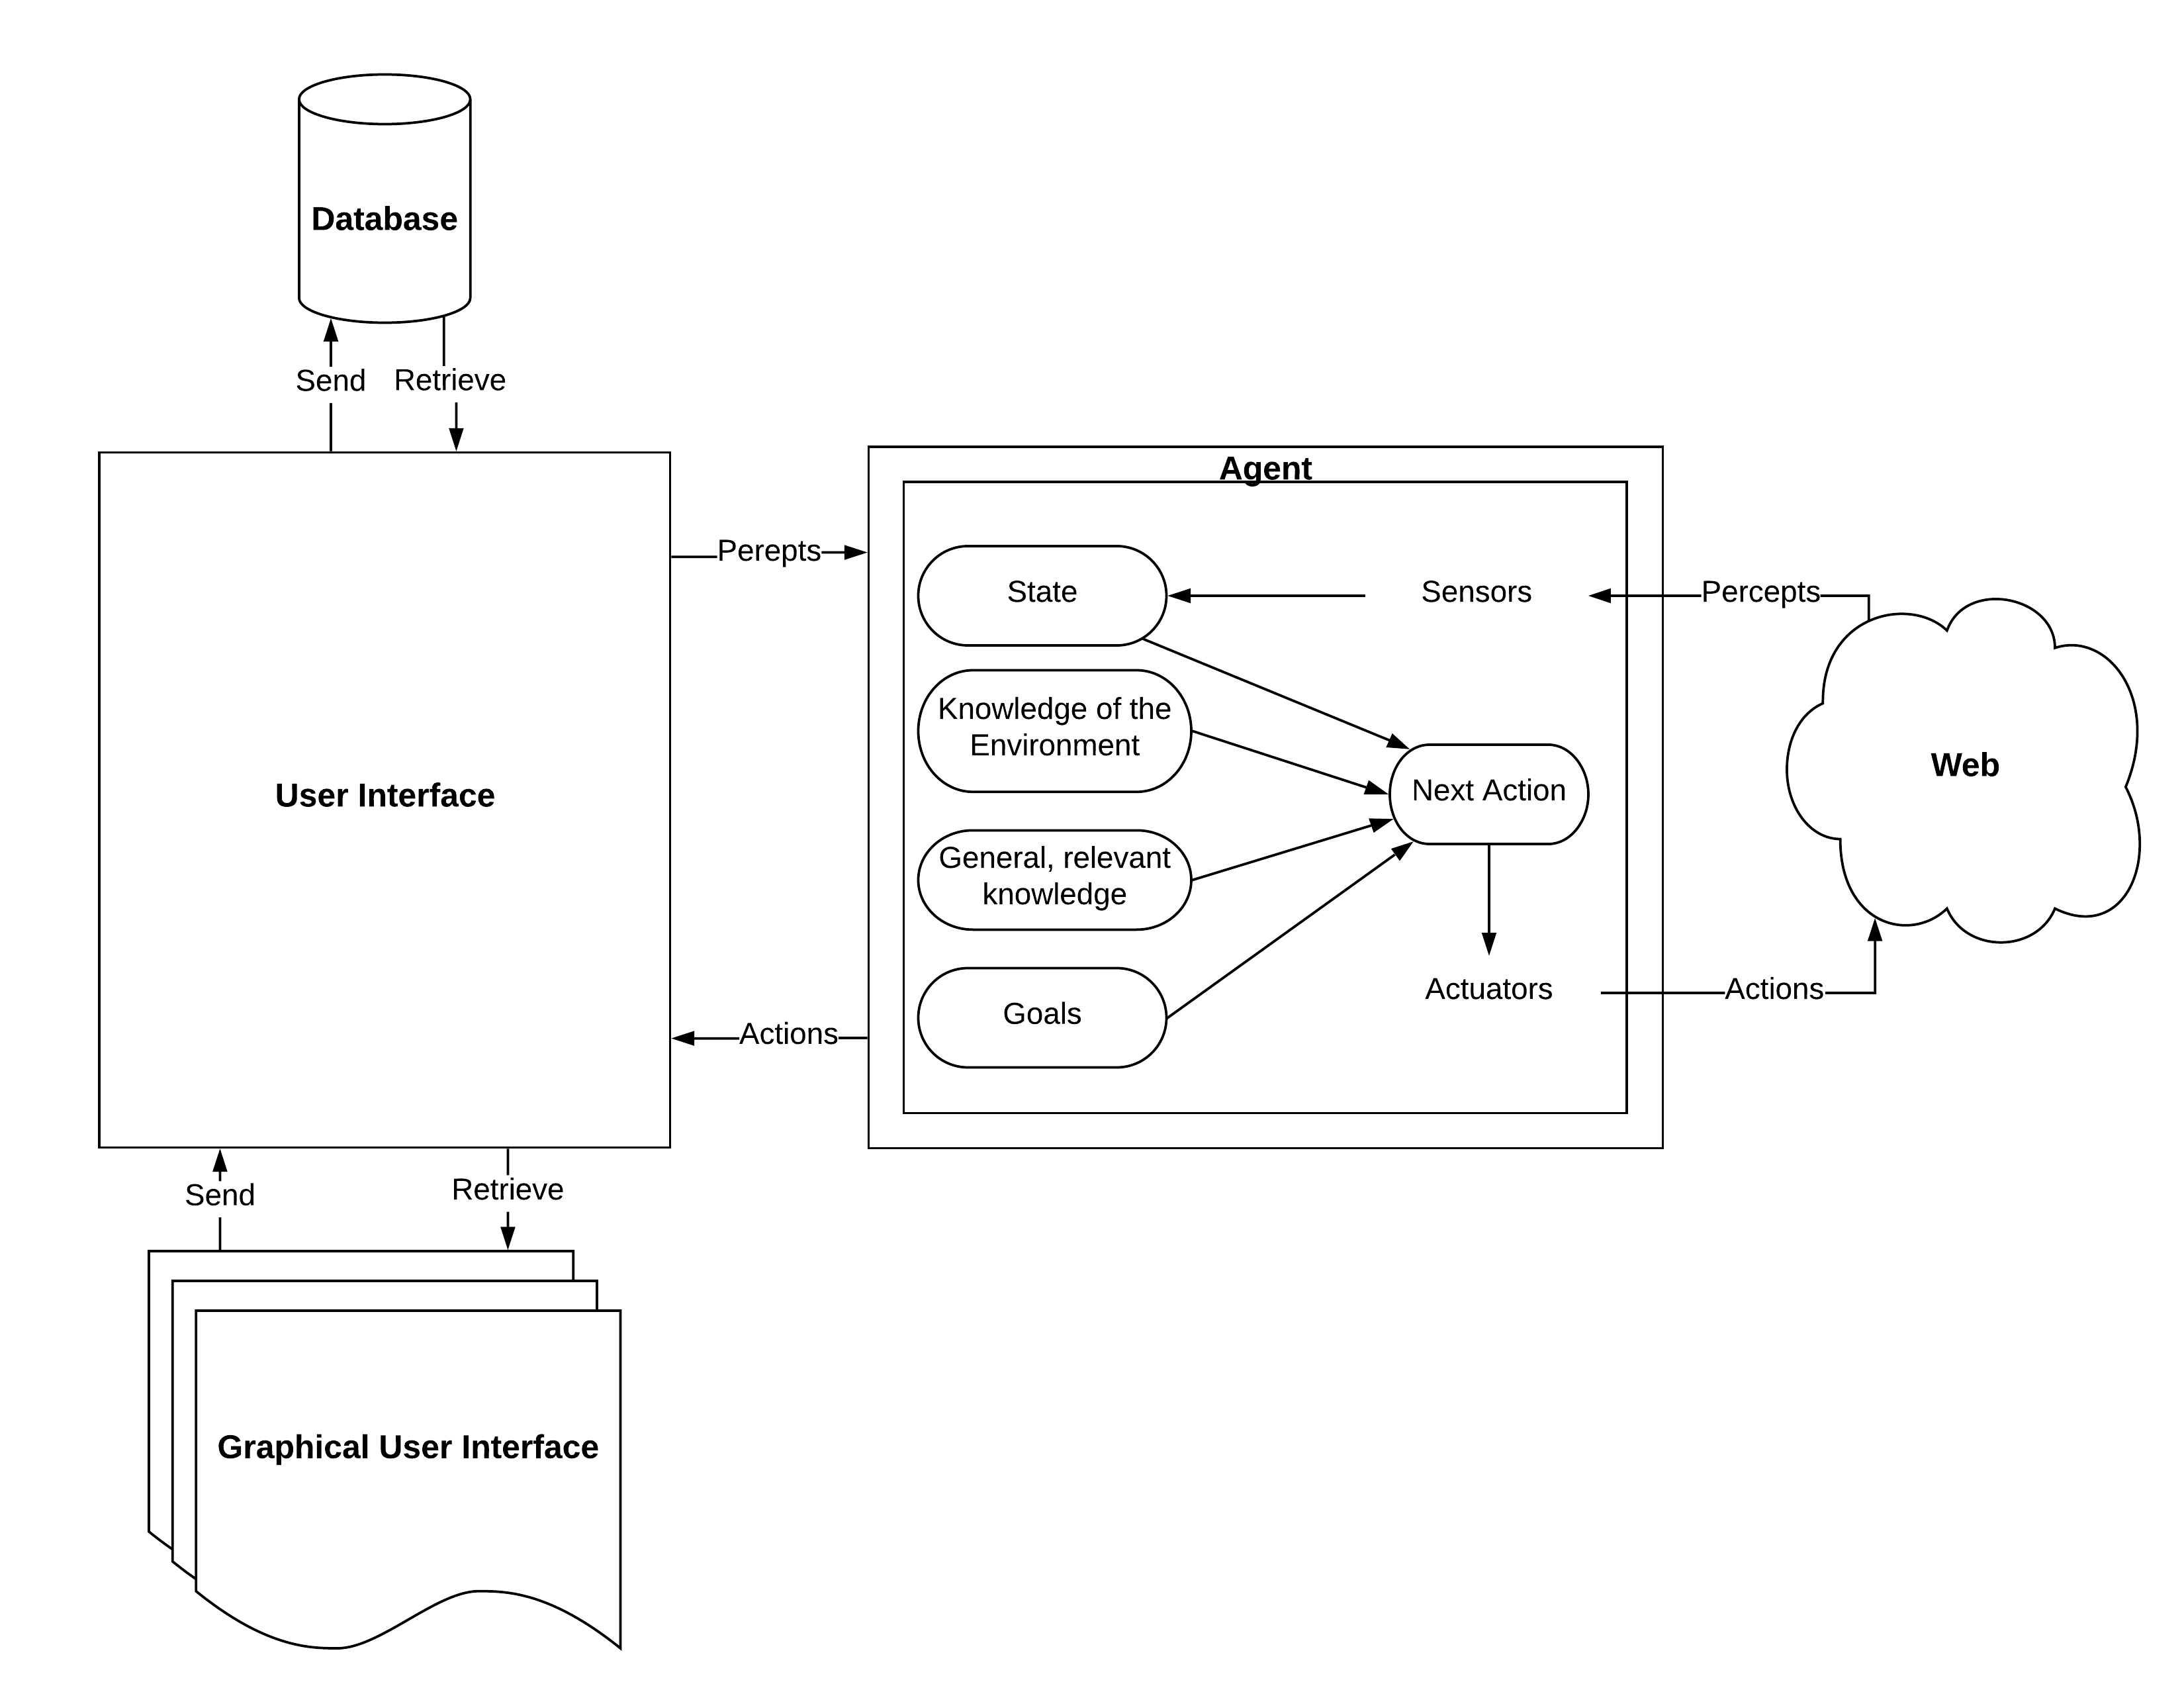 Database
Send
Retrieve
Agent
Perepts
State
Sensors
Percepts
Knowledge of the
Environment
Web
User Interface
Next Action
General, relevant
knowledge
Actuators
Actions
Goals
Actions
Send
Retrieve
Graphical User Interface